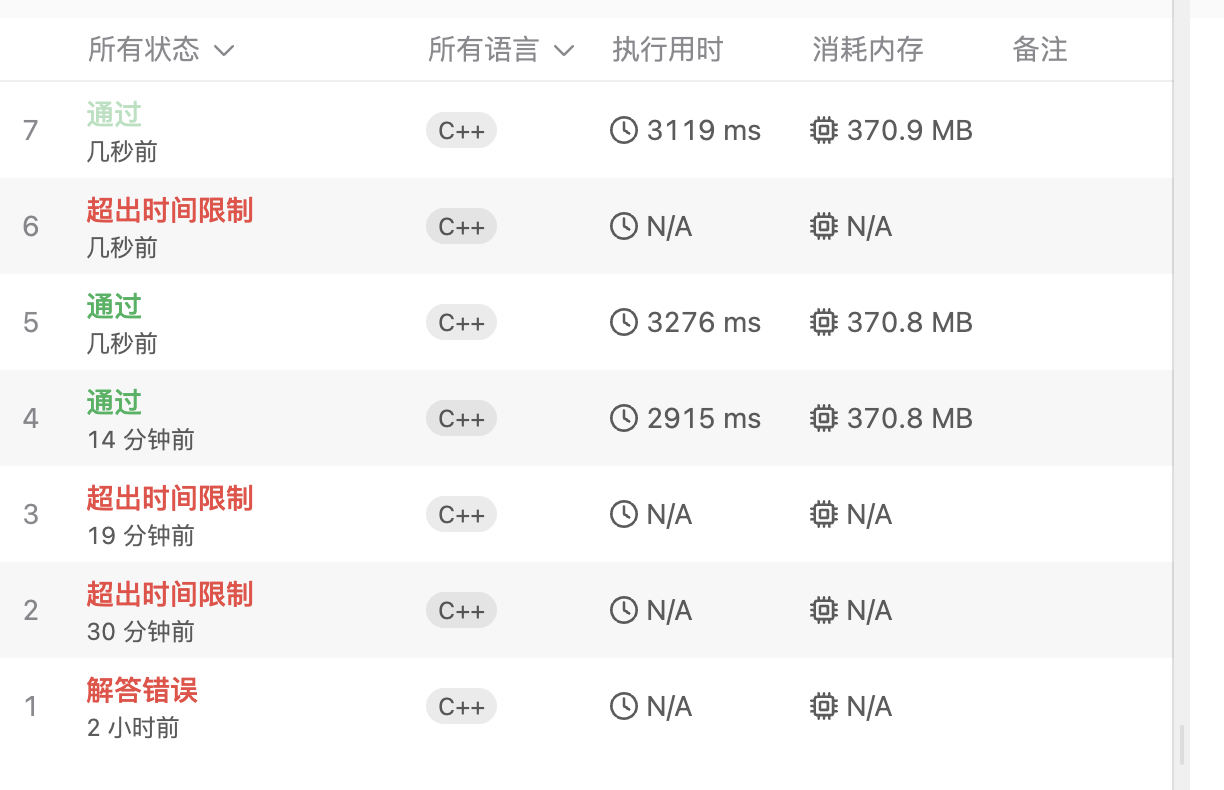 所有状态 所有语言 执行用时 消耗内存 备注
7 通过 C++ 3119 ms 370.9 MB
几秒前
6 超出时间限制 C++ N/A N/A
几秒前
5 通过 C++ 3276 ms 370.8 MB
几秒前
4 通过 C++ 2915 ms 370.8 MB
14 分钟前
3 超出时间限制 C++ N/A N/A
19 分钟前
2 超出时间限制 C++ N/A N/A
30 分钟前
1 解答错误 C++ N/A N/A
2 小时前